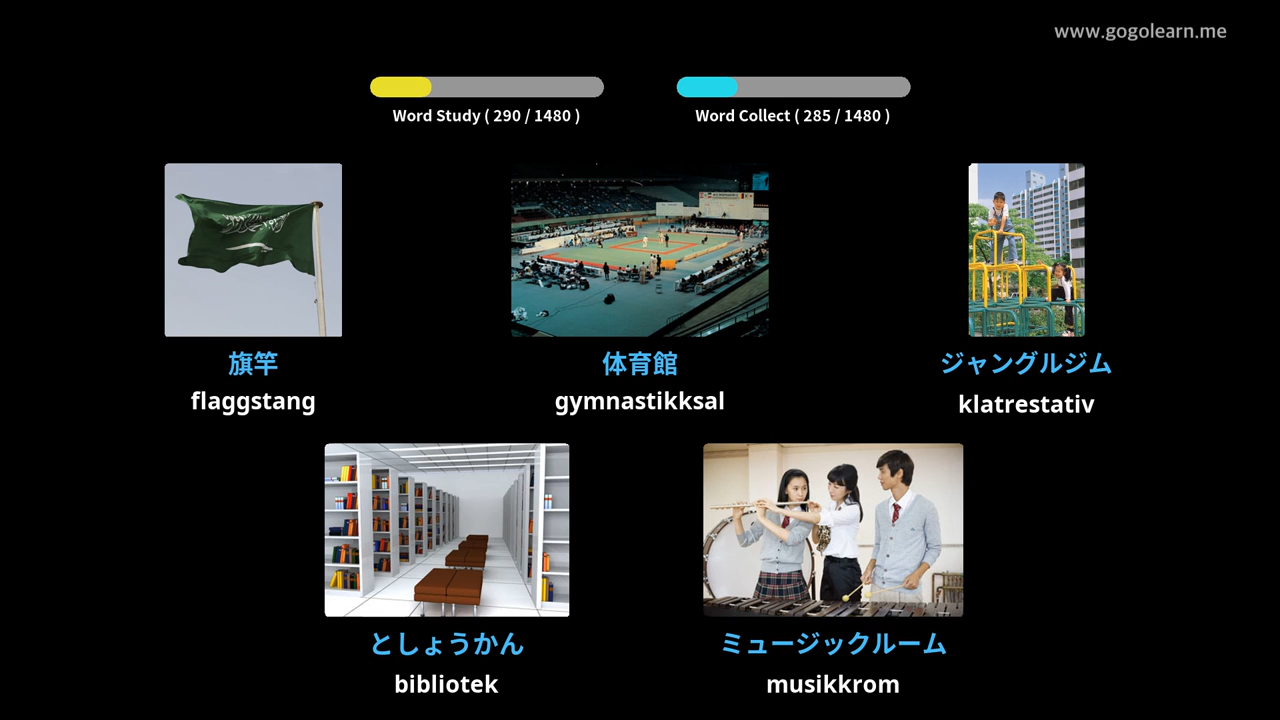 www.gogolearn.me
Word Study ( 290 / 1480 )
Word Collect ( 285 / 1480 )
旗竿
flaggstang
体育館
gymnastikksal
ジャングルジム
klatrestativ
としょうかん
bibliotek
ミュージックルーム
musikkrom